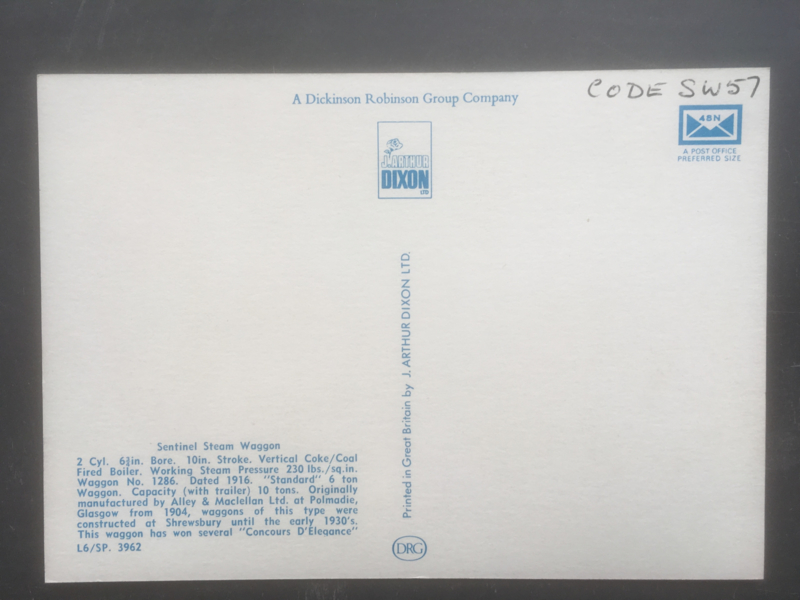 A Dickinson Robinson Group Company
CODE SW57
J.ARTHUR
DIXON
LTD
48N
A POST OFFICE
PREFERRED SIZE
Printed in Great Britain by J. ARTHUR DIXON LTD.
Sentinel Steam Waggon
2 Cyl. 6¾in. Bore. 10in. Stroke. Vertical Coke/Coal
Fired Boiler. Working Steam Pressure 230 lbs./sq.in.
Waggon No. 1286. Dated 1916. "Standard" 6 ton
Waggon. Capacity (with trailer) 10 tons. Originally
manufactured by Alley & Maclellan Ltd. at Polmadie,
Glasgow from 1904, waggons of this type were
constructed at Shrewsbury until the early 1930's.
This waggon has won several "Concours D'Elegance"
L6/SP. 3962
DRG